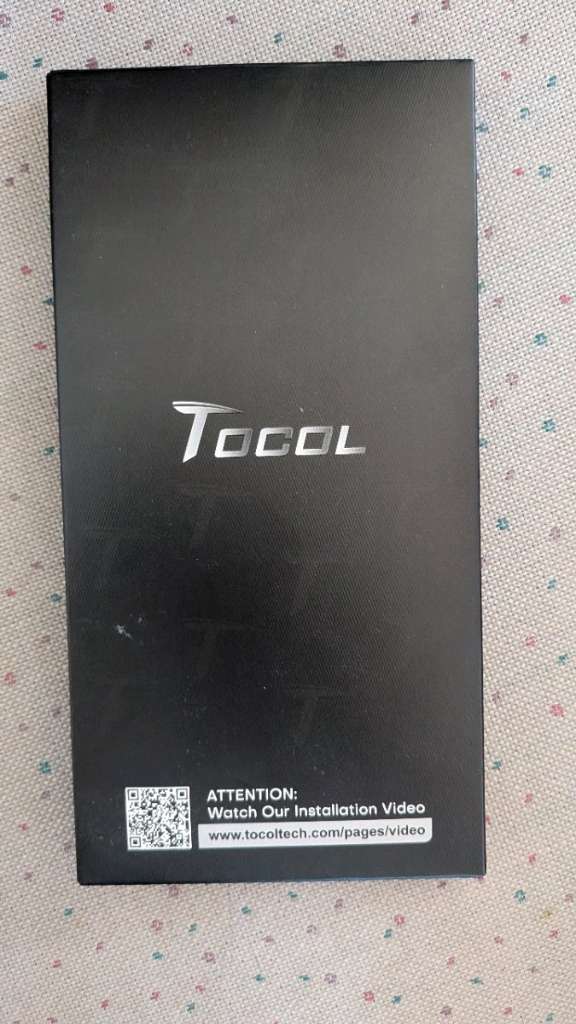 TOCOL
ATTENTION:
Watch Our Installation Video
www.tocoltech.com/pages/video